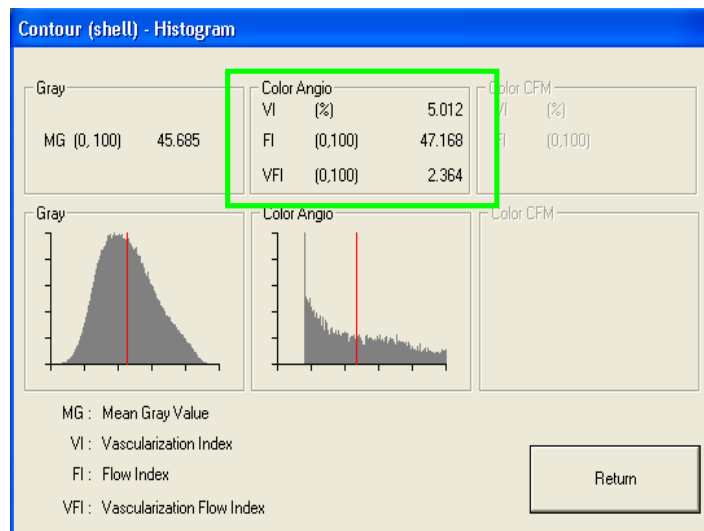 Contour (shell) - Histogram
Gray
MG (0, 100) 45.685
Color Angio
VI (%) 5.012
FI (0,100) 47.168
VFI (0,100) 2.364
Color CFM
VI (%)
FI (0,100)
Gray
Color Angio
Color CFM
MG : Mean Gray Value
VI : Vascularization Index
FI : Flow Index
VFI : Vascularization Flow Index
Return